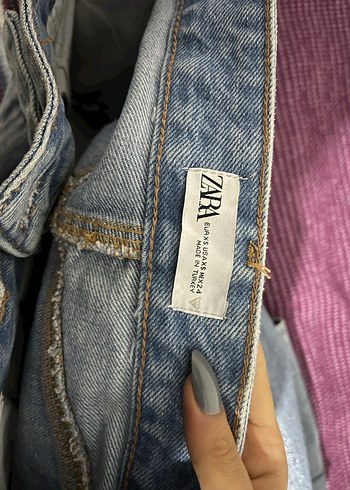 ZARA
EUR XS USA XS MEX 24
MADE IN TURKEY